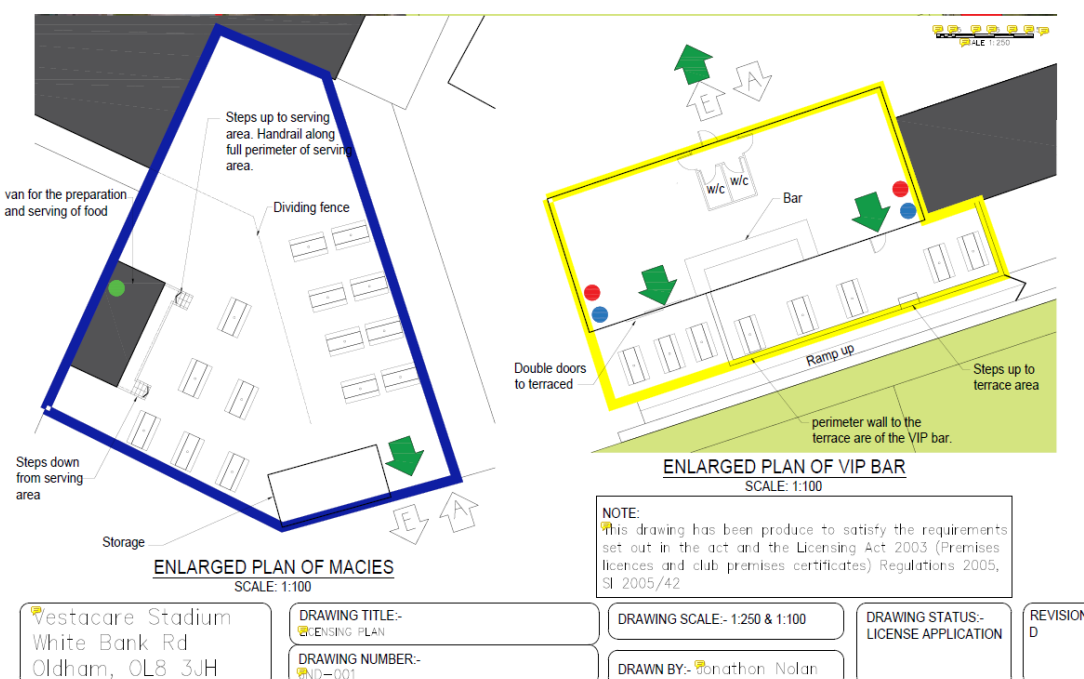 ALE 1:250
Steps up to serving
area. Handrail along
full perimeter of serving
area.
van for the preparation
and serving of food
Dividing fence
E
A
w/c
w/c
Bar
Double doors
to terraced
Ramp up
Steps up to
terrace area
perimeter wall to the
terrace are of the VIP bar.
Steps down
from serving
area
Storage
E
A
ENLARGED PLAN OF MACIES
SCALE: 1:100
ENLARGED PLAN OF VIP BAR
SCALE: 1:100
NOTE:
This drawing has been produce to satisfy the requirements
set out in the act and the Licensing Act 2003 (Premises
licences and club premises certificates) Regulations 2005,
SI 2005/42
Vestacare Stadium
White Bank Rd
Oldham, OL8 3JH
DRAWING TITLE:-
LICENSING PLAN
DRAWING NUMBER:-
JND-001
DRAWING SCALE:- 1:250 & 1:100
DRAWN BY:- Jonathon Nolan
DRAWING STATUS:-
LICENSE APPLICATION
REVISION
D